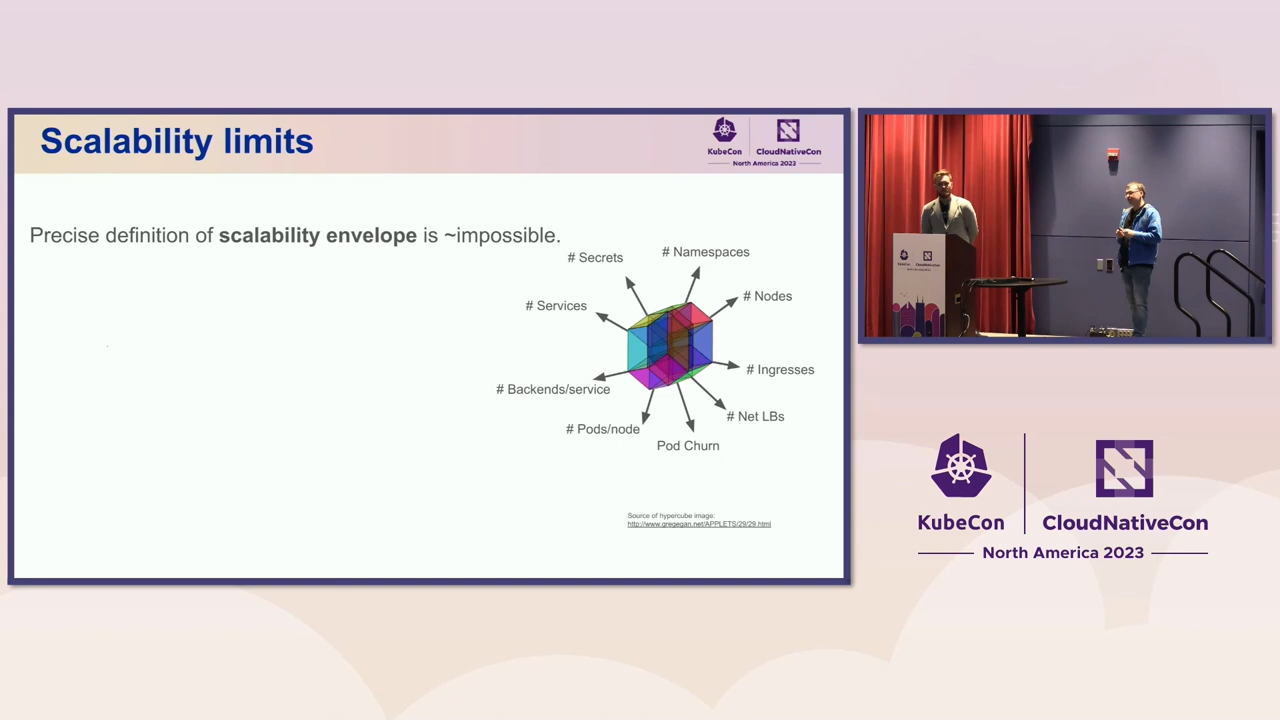 Scalability limits
KubeCon
CloudNativeCon
North America 2023
Precise definition of scalability envelope is ~impossible.
# Secrets
# Namespaces
# Services
# Nodes
# Backends/service
# Ingresses
# Pods/node
# Net LBs
Pod Churn
Source of hypercube image:
http://www.gregegan.net/APPLETS/29/29.html
KubeCon
CloudNativeCon
KubeCon
CloudNativeCon
North America 2023